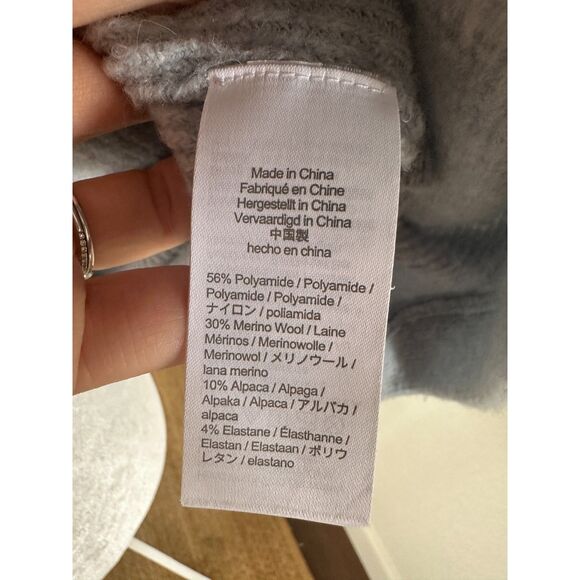 Made in China
Fabriqué en Chine
Hergestellt in China
Vervaardigd in China
中国製
hecho en china
56% Polyamide / Polyamide /
Polyamide / Polyamide /
ナイロン / poliamida
30% Merino Wool / Laine
Mérinos / Merinowolle /
Merinowol / メリノウール /
lana merino
10% Alpaca / Alpaga /
Alpaka / Alpaca / アルパカ /
alpaca
4% Elastane / Élasthanne /
Elastan / Elastaan / ポリウ
レタン / elastano